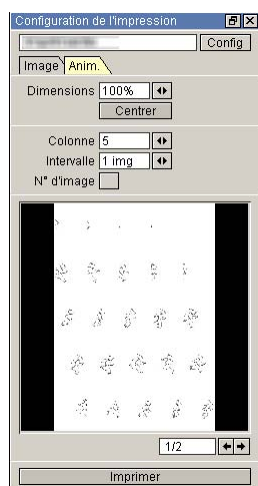 Configuration de l'impression
Config
Image Anim.
Dimensions 100%
Centrer
Colonne 5
Intervalle 1 img
N° d'image
1/2
Imprimer